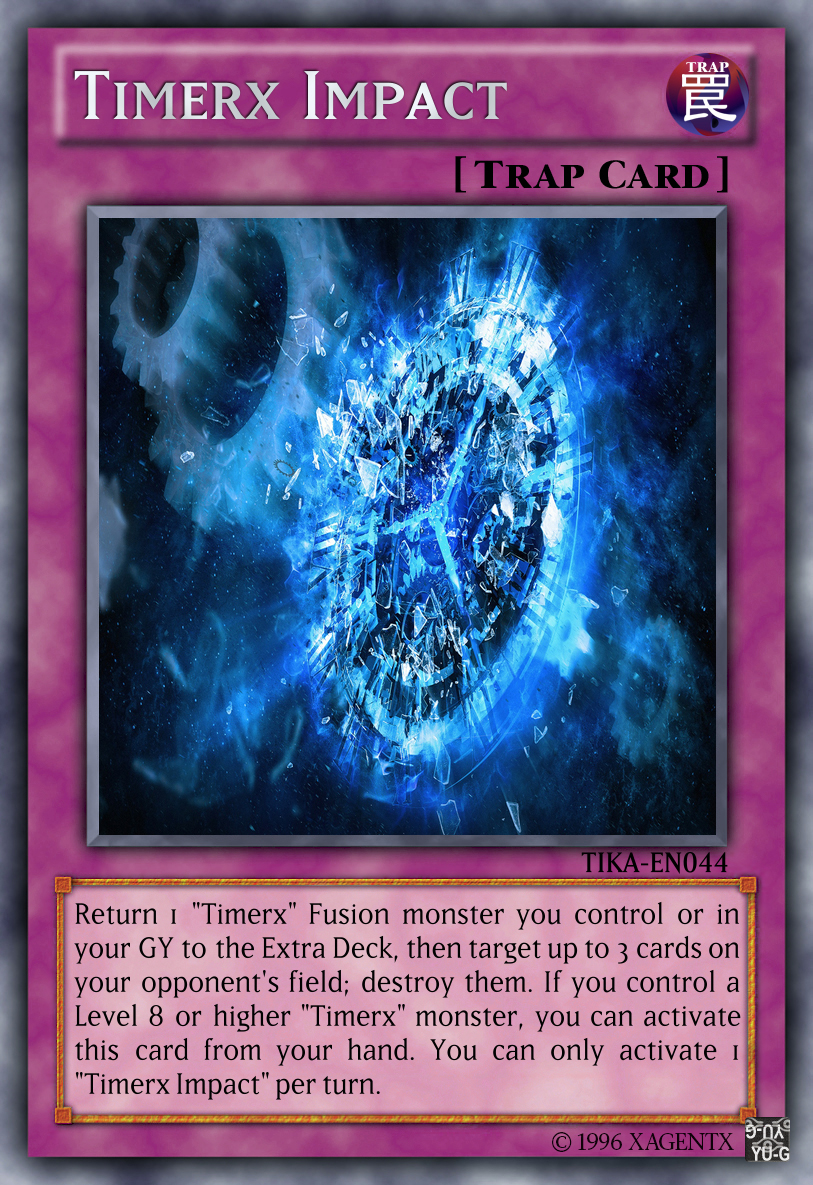 Timerx Impact
TRAP
罠
[ Trap Card ]
TIKA-EN044
Return 1 "Timerx" Fusion monster you control or in
your GY to the Extra Deck, then target up to 3 cards on
your opponent's field; destroy them. If you control a
Level 8 or higher "Timerx" monster, you can activate
this card from your hand. You can only activate 1
"Timerx Impact" per turn.
© 1996 XAGENTX
YU-G